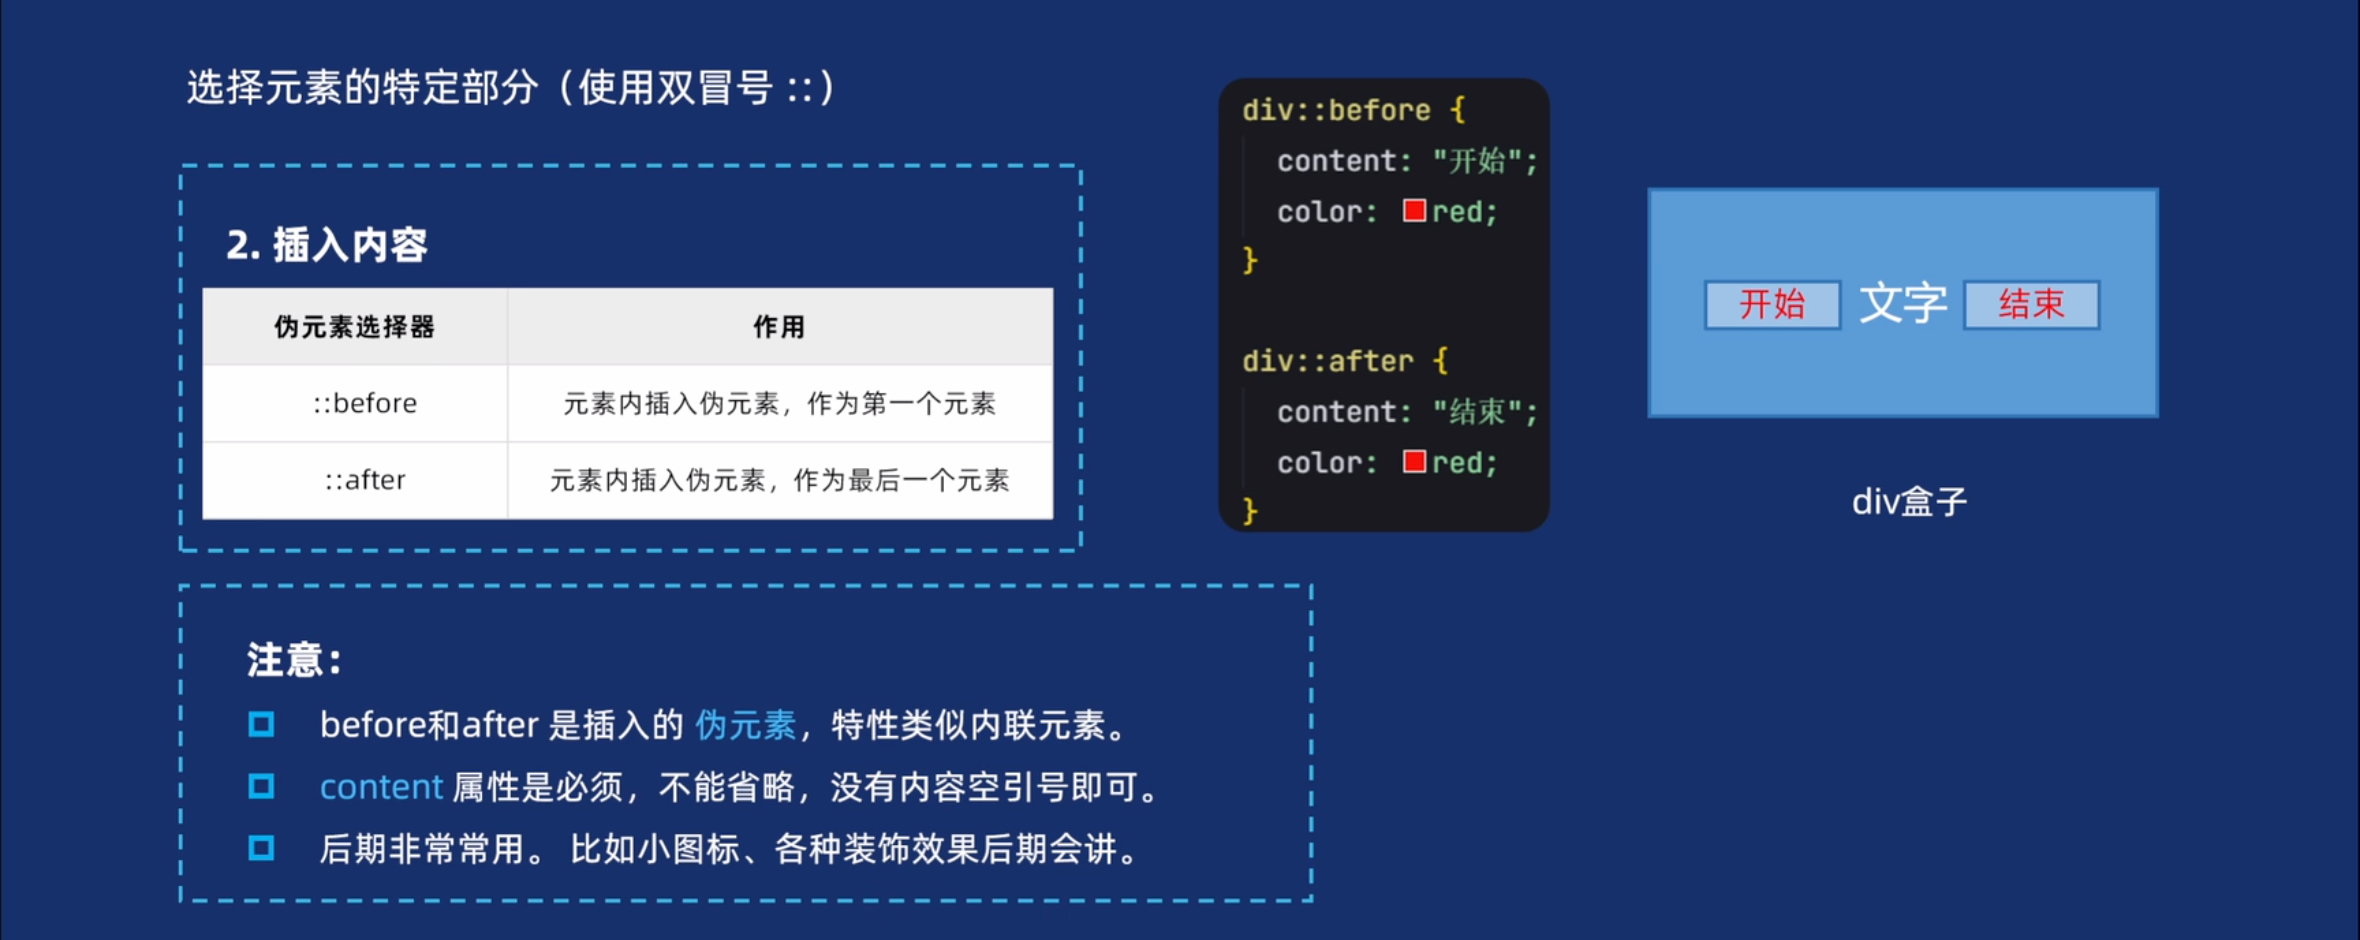 选择元素的特定部分（使用双冒号 ::）
2. 插入内容
伪元素选择器 作用
::before 元素内插入伪元素，作为第一个元素
::after 元素内插入伪元素，作为最后一个元素
注意：
before和after 是插入的 伪元素，特性类似内联元素。
content 属性是必须，不能省略，没有内容空引号即可。
后期非常常用。 比如小图标、各种装饰效果后期会讲。
div::before {
content: "开始";
color: red;
}
div::after {
content: "结束";
color: red;
}
开始 文字 结束
div盒子